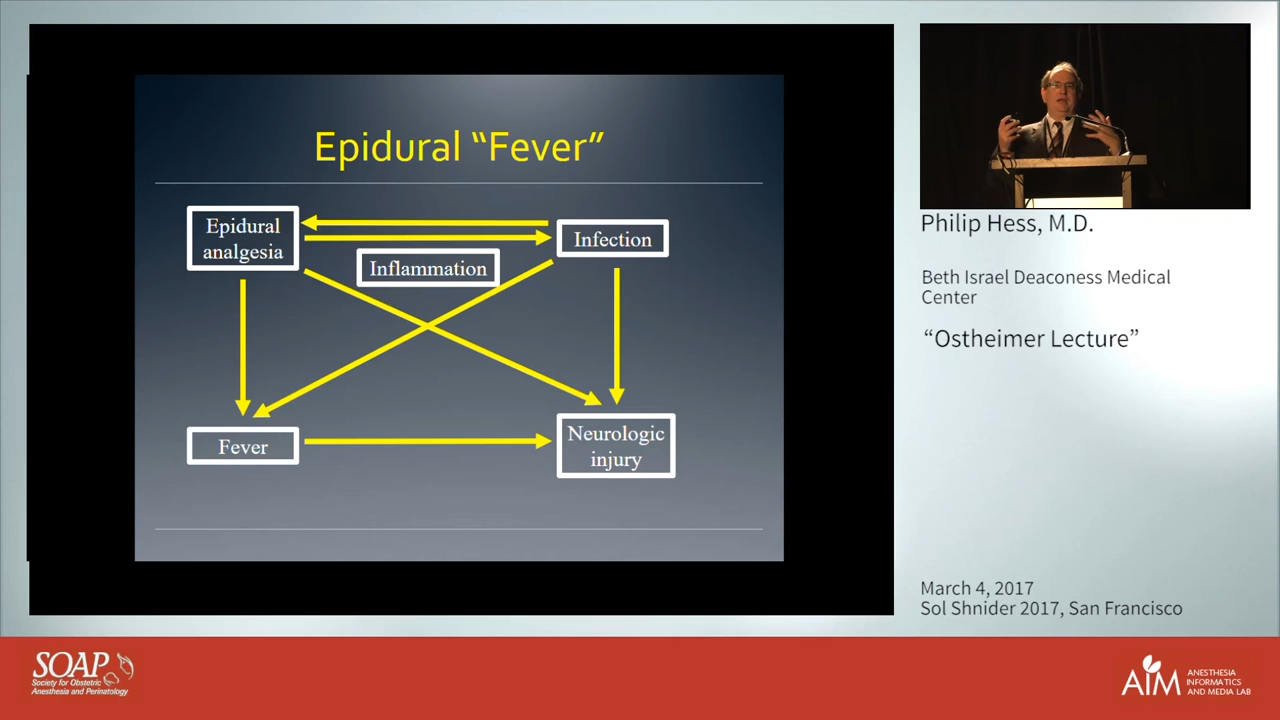 Epidural “Fever”
Epidural
analgesia
Infection
Inflammation
Fever
Neurologic
injury
Philip Hess, M.D.
Beth Israel Deaconess Medical
Center
“Ostheimer Lecture”
March 4, 2017
Sol Shnider 2017, San Francisco
SOAP
Society for Obstetric
Anesthesia and Perinatology
AIM
ANESTHESIA
INFORMATICS
AND MEDIA LAB